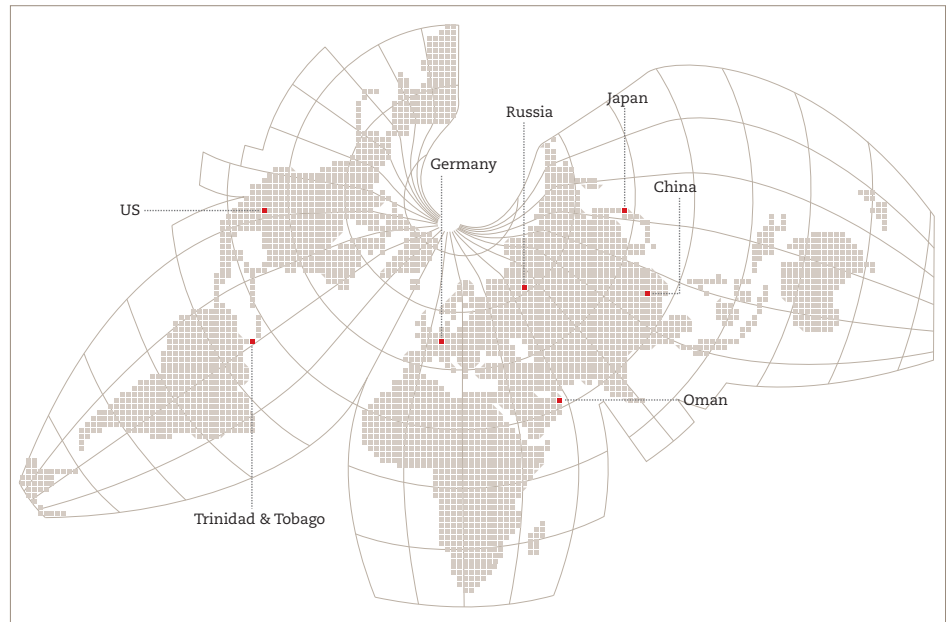 Japan
Russia
Germany
China
US
Oman
Trinidad & Tobago